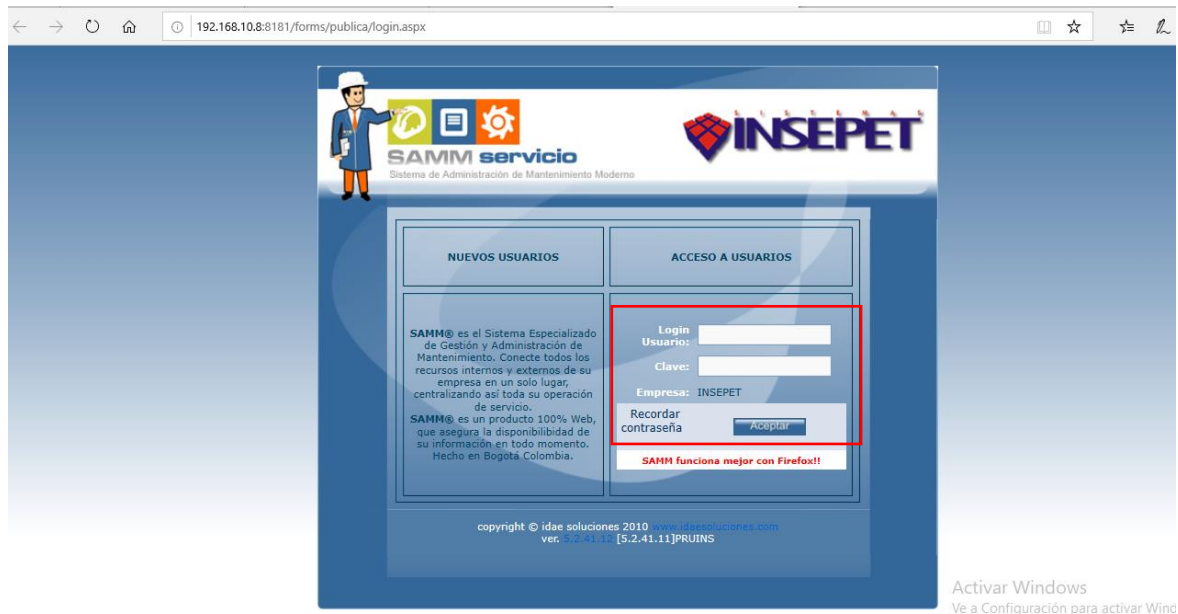 192.168.10.8:8181/forms/publica/login.aspx
SAMM servicio
Sistema de Administración de Mantenimiento Moderno
SISTEMAS
INSEPET
NUEVOS USUARIOS
ACCESO A USUARIOS
SAMM® es el Sistema Especializado
de Gestión y Administración de
Mantenimiento. Conecte todos los
recursos internos y externos de su
empresa en un solo lugar,
centralizando así toda su operación
de servicio.
SAMM® es un producto 100% Web,
que asegura la disponibilibidad de
su información en todo momento.
Hecho en Bogotá Colombia.
Login
Usuario:
Clave:
Empresa: INSEPET
Recordar
contraseña
Aceptar
SAMM funciona mejor con Firefox!!
copyright © idae soluciones 2010 www.idaesoluciones.com
ver. 5.2.41.12 [5.2.41.11]PRUINS
Activar Windows
Ve a Configuración para activar Wind